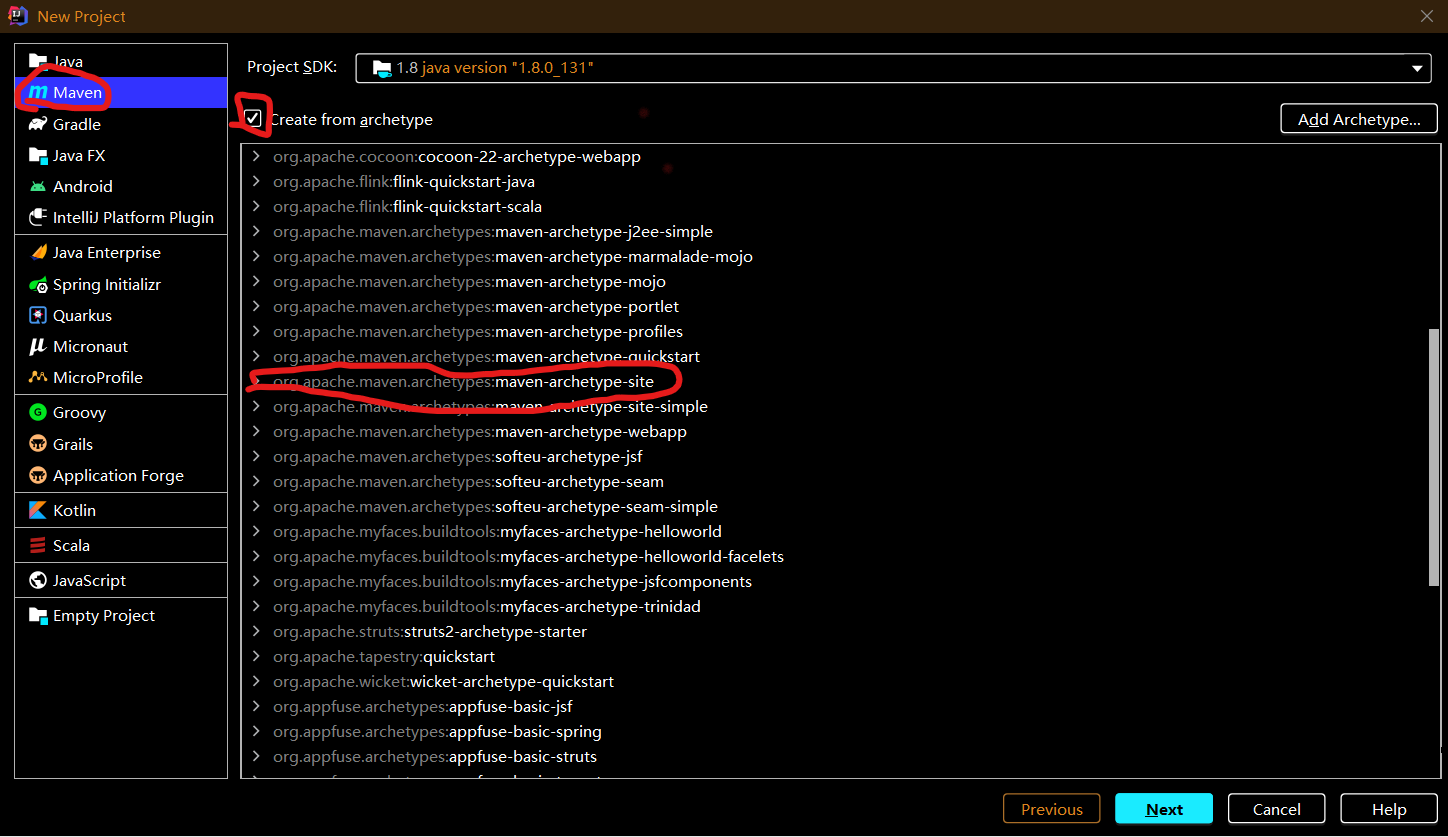 New Project
Java
Maven
Gradle
Java FX
Android
IntelliJ Platform Plugin
Java Enterprise
Spring Initializr
Quarkus
Micronaut
MicroProfile
Groovy
Grails
Application Forge
Kotlin
Scala
JavaScript
Empty Project
Project SDK:
1.8 java version "1.8.0_131"
Create from archetype
Add Archetype...
org.apache.cocoon:cocoon-22-archetype-webapp
org.apache.flink:flink-quickstart-java
org.apache.flink:flink-quickstart-scala
org.apache.maven.archetypes:maven-archetype-j2ee-simple
org.apache.maven.archetypes:maven-archetype-marmalade-mojo
org.apache.maven.archetypes:maven-archetype-mojo
org.apache.maven.archetypes:maven-archetype-portlet
org.apache.maven.archetypes:maven-archetype-profiles
org.apache.maven.archetypes:maven-archetype-quickstart
org.apache.maven.archetypes:maven-archetype-site
org.apache.maven.archetypes:maven-archetype-site-simple
org.apache.maven.archetypes:maven-archetype-webapp
org.apache.maven.archetypes:softeu-archetype-jsf
org.apache.maven.archetypes:softeu-archetype-seam
org.apache.maven.archetypes:softeu-archetype-seam-simple
org.apache.myfaces.buildtools:myfaces-archetype-helloworld
org.apache.myfaces.buildtools:myfaces-archetype-helloworld-facelets
org.apache.myfaces.buildtools:myfaces-archetype-jsfcomponents
org.apache.myfaces.buildtools:myfaces-archetype-trinidad
org.apache.struts:struts2-archetype-starter
org.apache.tapestry:quickstart
org.apache.wicket:wicket-archetype-quickstart
org.appfuse.archetypes:appfuse-basic-jsf
org.appfuse.archetypes:appfuse-basic-spring
org.appfuse.archetypes:appfuse-basic-struts
Previous
Next
Cancel
Help